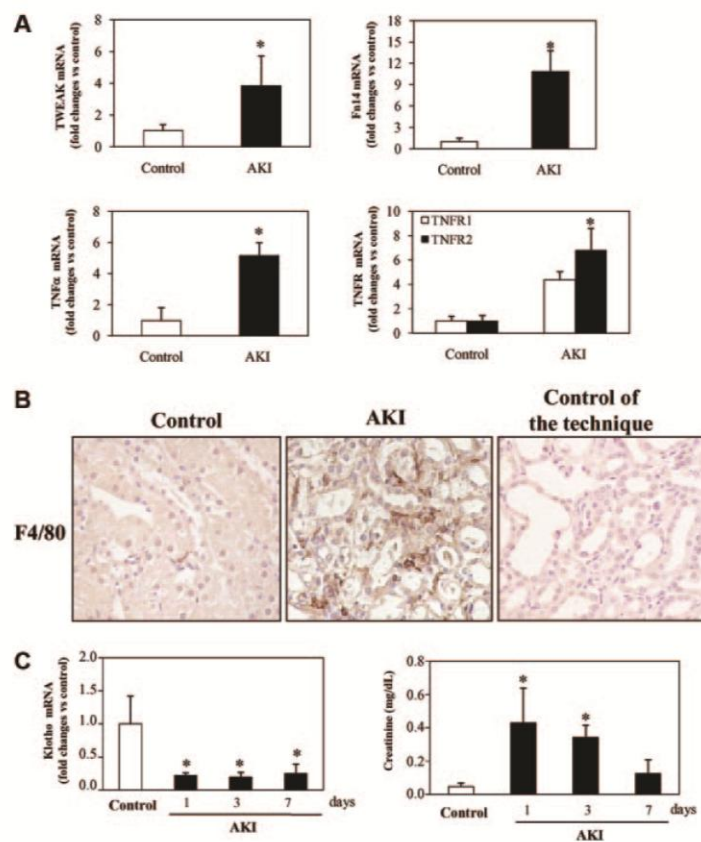 A
TWEAK mRNA
(fold changes vs control)
8
6
4
2
0
*
Control
AKI
Fn14 mRNA
(fold changes vs control)
18
15
12
9
6
3
0
*
Control
AKI
TNFα mRNA
(fold changes vs control)
8
6
4
2
0
*
Control
AKI
TNFR mRNA
(fold changes vs control)
10
8
6
4
2
0
TNFR1
TNFR2
*
Control
AKI
B
Control
AKI
Control of
the technique
F4/80
C
Klotho mRNA
(fold changes vs control)
2.0
1.5
1.0
0.5
0.0
* * *
Control
1 3 7 days
AKI
Creatinine (mg/dL)
0.8
0.6
0.4
0.2
0.0
* *
Control
1 3 7 days
AKI